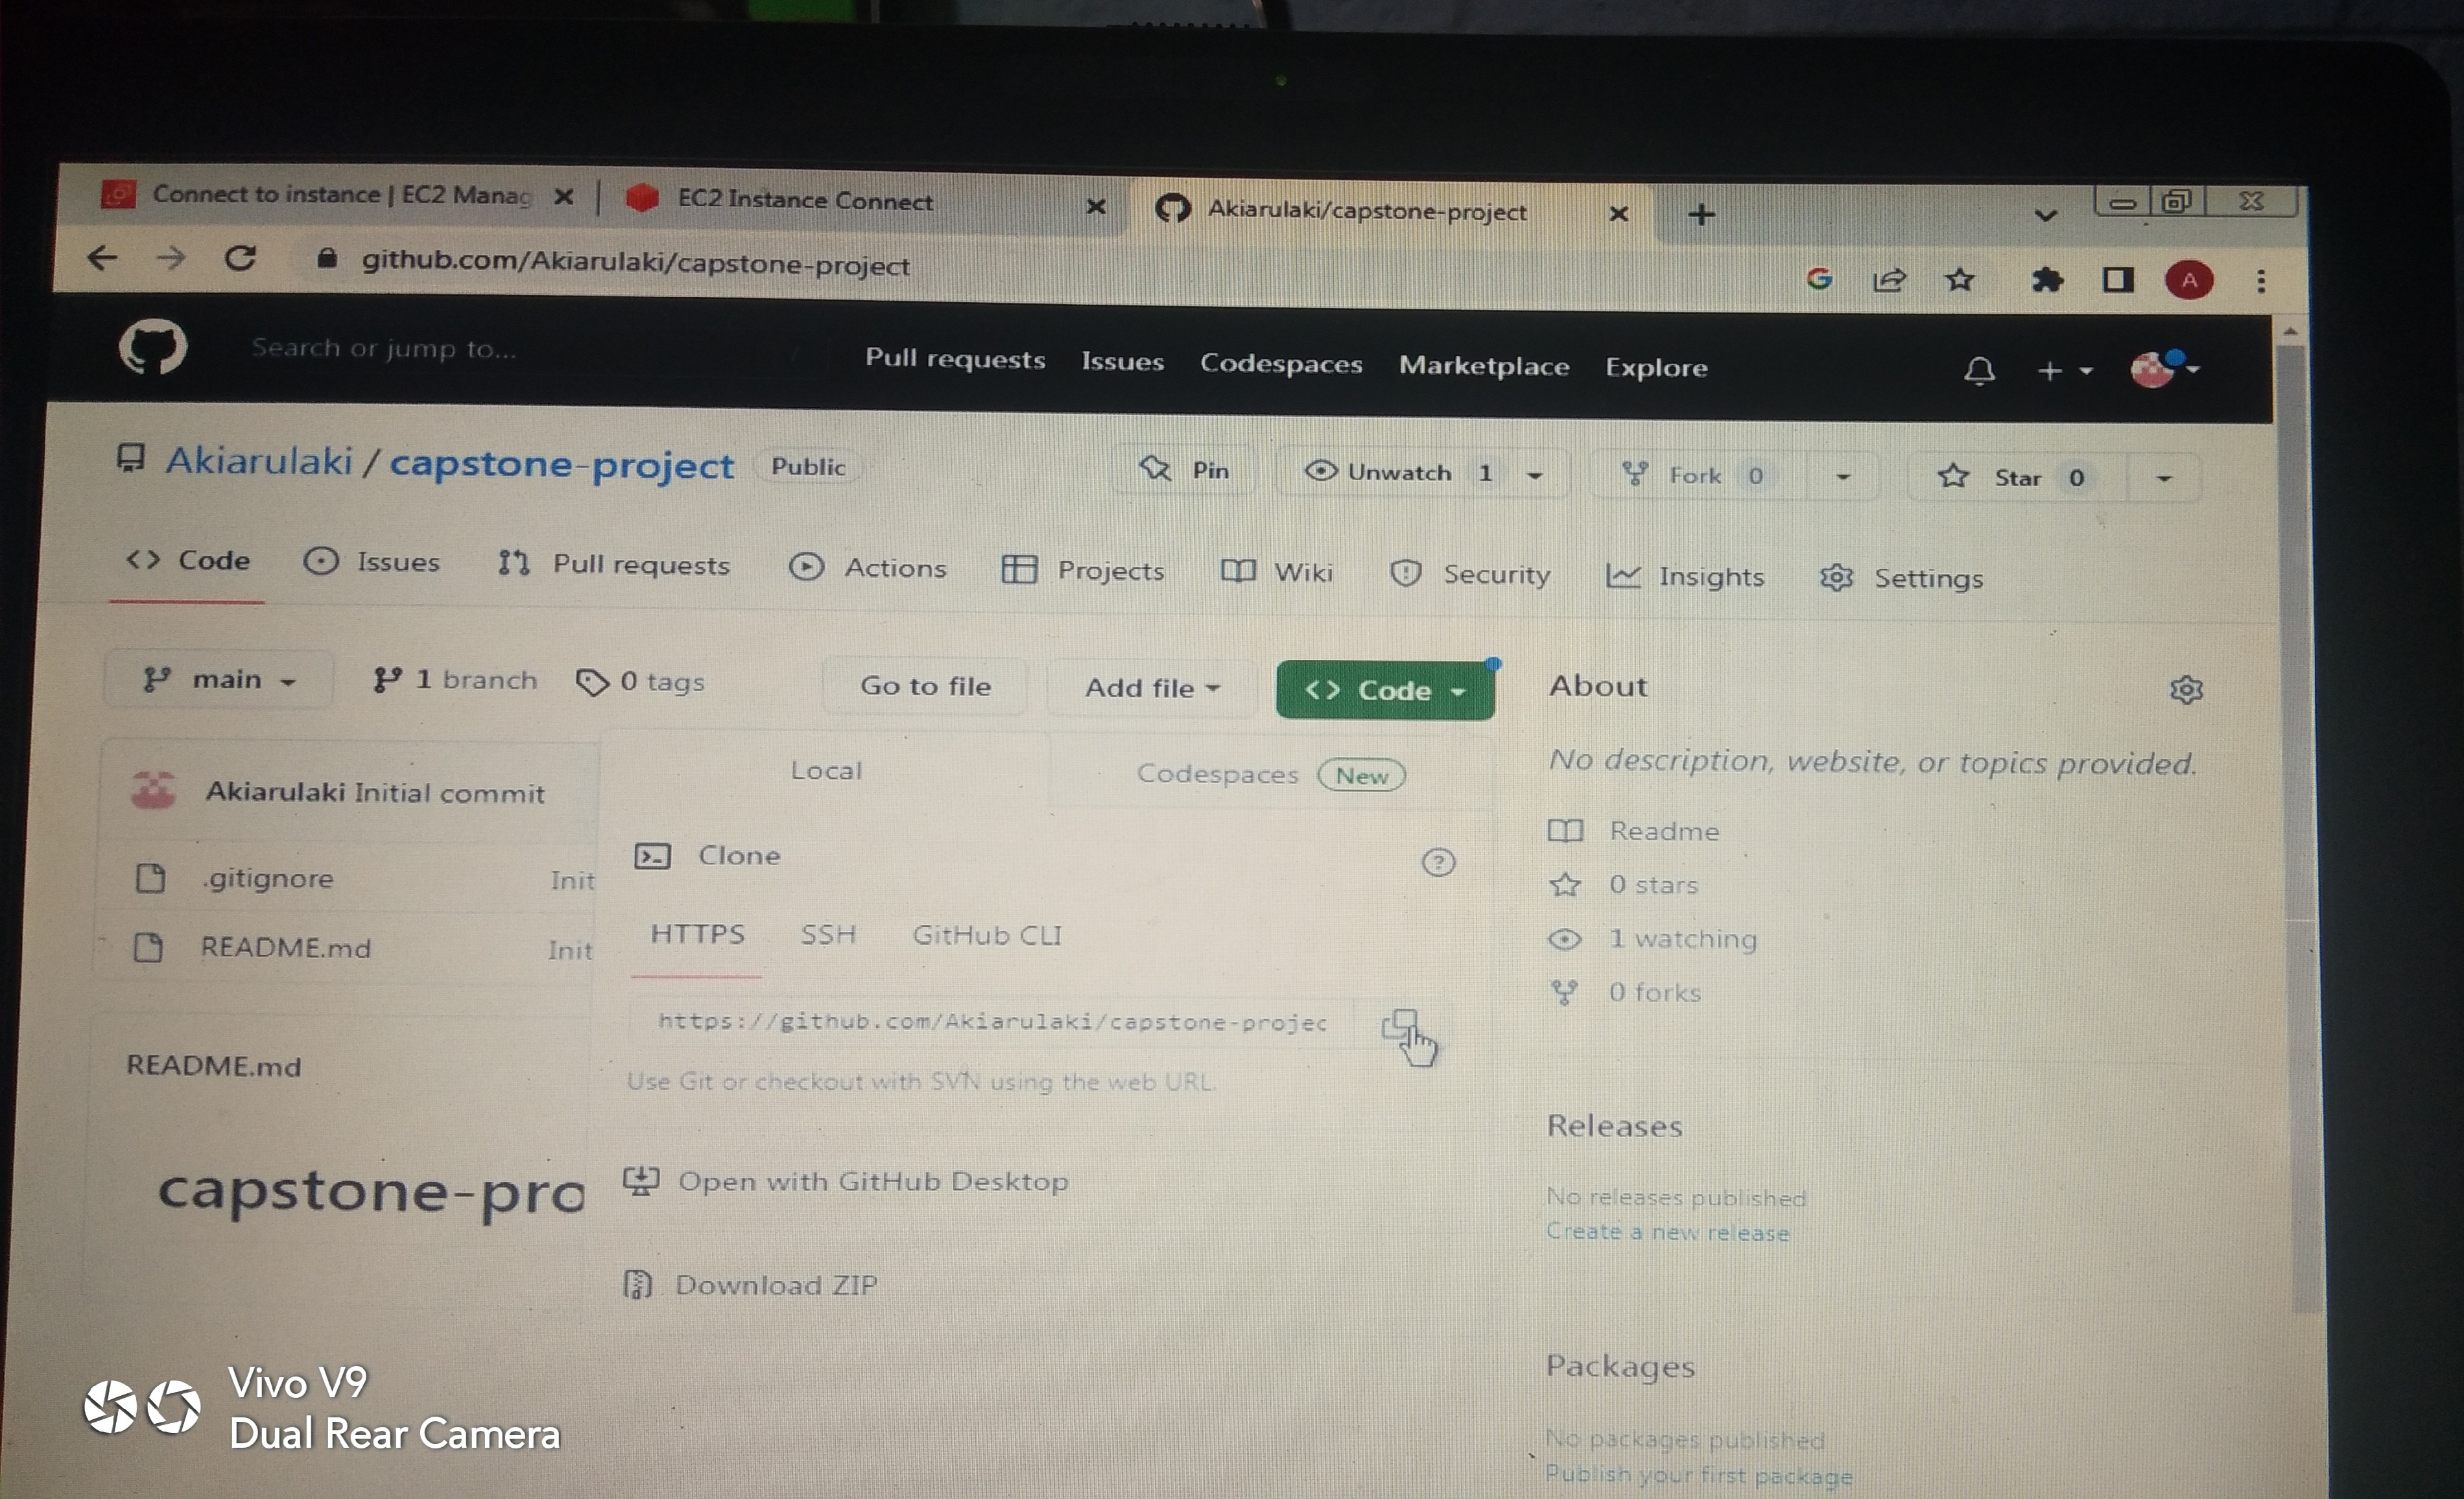 Connect to instance | EC2 Manag
EC2 Instance Connect
Akiarulaki/capstone-project
github.com/Akiarulaki/capstone-project
G
A
Search or jump to...
Pull requests Issues Codespaces Marketplace Explore
Akiarulaki / capstone-project Public
Pin
Unwatch 1
Fork 0
Star 0
Code Issues Pull requests Actions Projects Wiki Security Insights Settings
main
1 branch
0 tags
Go to file
Add file
Code
Akiarulaki Initial commit
.gitignore Init
README.md Init
README.md
capstone-pro
Local
Codespaces New
Clone
HTTPS SSH GitHub CLI
https://github.com/Akiarulaki/capstone-projec
Use Git or checkout with SVN using the web URL.
Open with GitHub Desktop
Download ZIP
About
No description, website, or topics provided.
Readme
0 stars
1 watching
0 forks
Releases
No releases published
Create a new release
Packages
No packages published
Publish your first package
Vivo V9
Dual Rear Camera